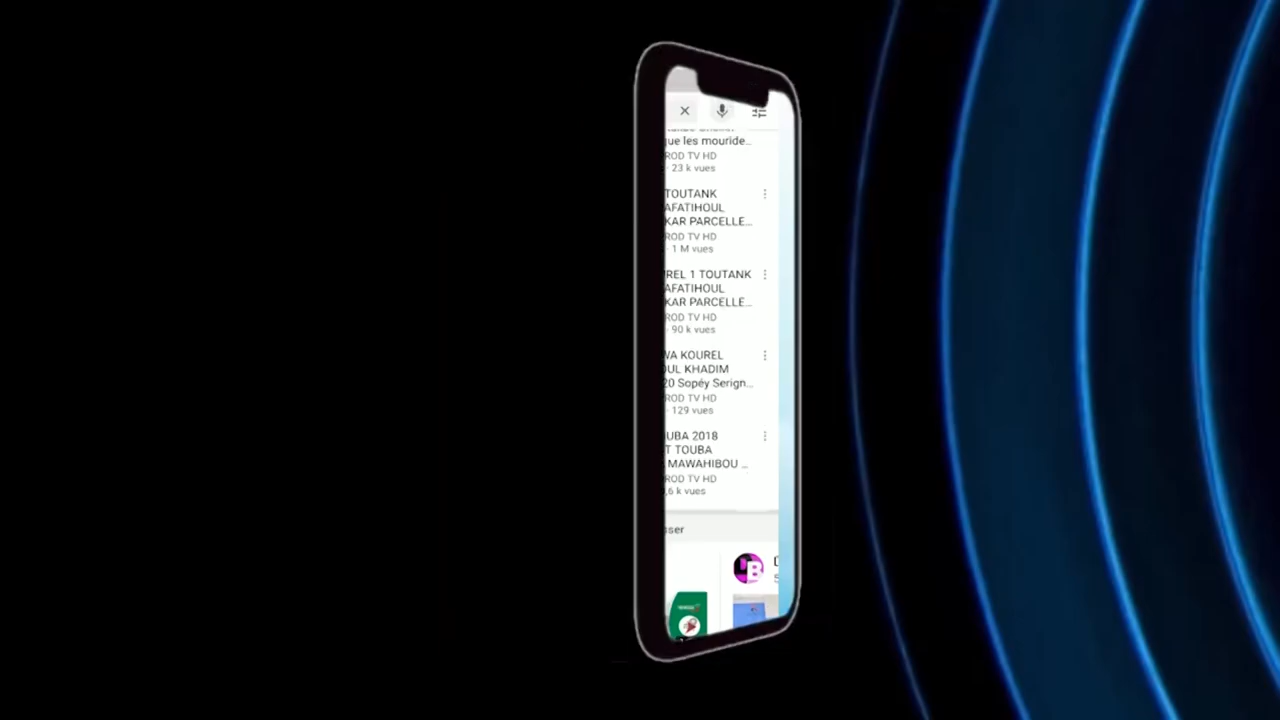 que les mouride…
ROD TV HD
· 23 k vues
TOUTANK
AFATIHOUL
KAR PARCELLE…
ROD TV HD
· 1 M vues
REL 1 TOUTANK
AFATIHOUL
KAR PARCELLE…
ROD TV HD
· 90 k vues
WA KOUREL
OUL KHADIM
20 Sopéy Serign…
ROD TV HD
· 129 vues
UBA 2018
T TOUBA
MAWAHIBOU …
ROD TV HD
,6 k vues
sser